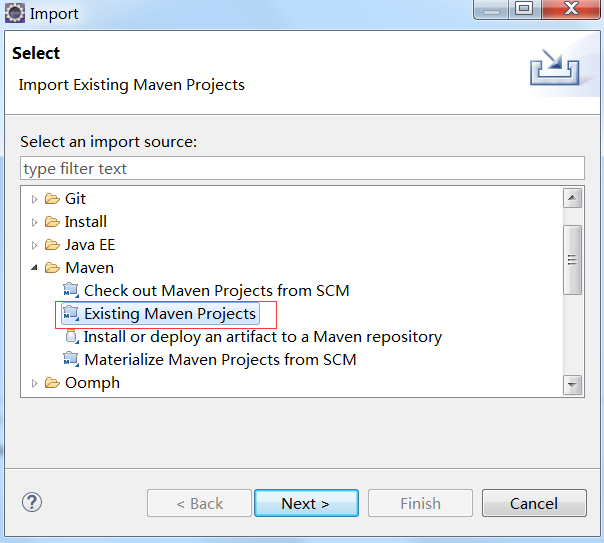 Import
Select
Import Existing Maven Projects
Select an import source:
type filter text
Git
Install
Java EE
Maven
Check out Maven Projects from SCM
Existing Maven Projects
Install or deploy an artifact to a Maven repository
Materialize Maven Projects from SCM
Oomph
? < Back Next > Finish Cancel